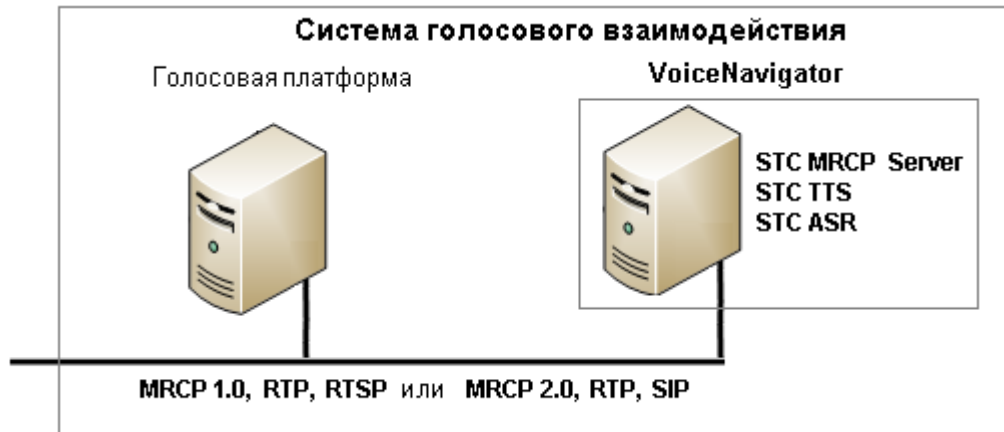 Система голосового взаимодействия
Голосовая платформа
VoiceNavigator
STC MRCP Server
STC TTS
STC ASR
MRCP 1.0, RTP, RTSP или MRCP 2.0, RTP, SIP